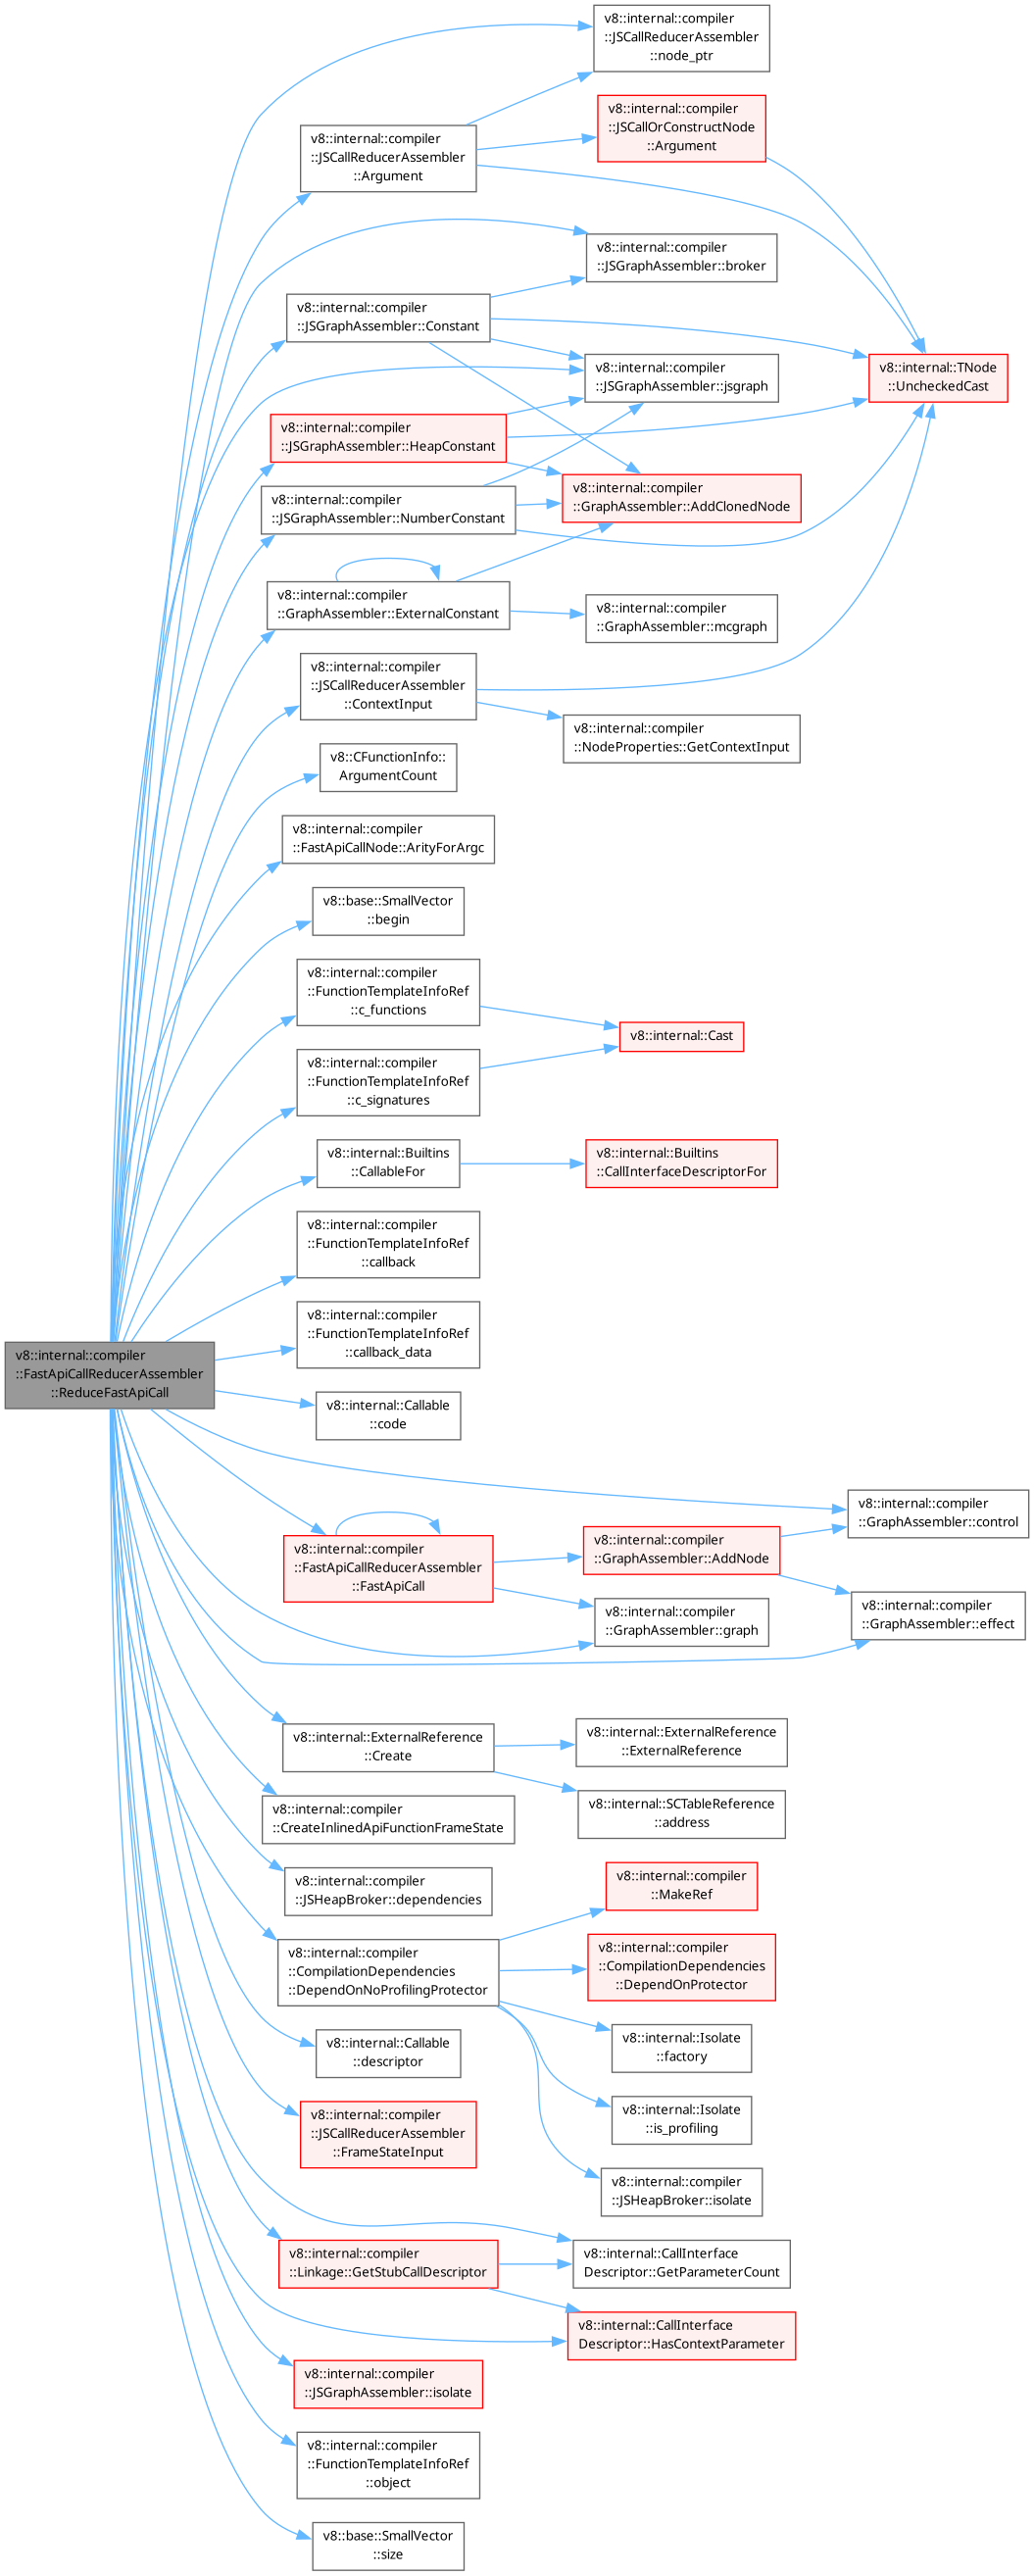 v8::internal::compiler
::JSCallReducerAssembler
::node_ptr
v8::internal::compiler
::JSCallOrConstructNode
::Argument
v8::internal::compiler
::JSCallReducerAssembler
::Argument
v8::internal::compiler
::JSGraphAssembler::broker
v8::internal::compiler
::JSGraphAssembler::Constant
v8::internal::compiler
::JSGraphAssembler::jsgraph
v8::internal::TNode
::UncheckedCast
v8::internal::compiler
::JSGraphAssembler::HeapConstant
v8::internal::compiler
::GraphAssembler::AddClonedNode
v8::internal::compiler
::JSGraphAssembler::NumberConstant
v8::internal::compiler
::GraphAssembler::ExternalConstant
v8::internal::compiler
::GraphAssembler::mcgraph
v8::internal::compiler
::JSCallReducerAssembler
::ContextInput
v8::internal::compiler
::NodeProperties::GetContextInput
v8::CFunctionInfo::
ArgumentCount
v8::internal::compiler
::FastApiCallNode::ArityForArgc
v8::base::SmallVector
::begin
v8::internal::compiler
::FunctionTemplateInfoRef
::c_functions
v8::internal::Cast
v8::internal::compiler
::FunctionTemplateInfoRef
::c_signatures
v8::internal::Builtins
::CallableFor
v8::internal::Builtins
::CallInterfaceDescriptorFor
v8::internal::compiler
::FunctionTemplateInfoRef
::callback
v8::internal::compiler
::FunctionTemplateInfoRef
::callback_data
v8::internal::compiler
::FastApiCallReducerAssembler
::ReduceFastApiCall
v8::internal::Callable
::code
v8::internal::compiler
::GraphAssembler::control
v8::internal::compiler
::FastApiCallReducerAssembler
::FastApiCall
v8::internal::compiler
::GraphAssembler::AddNode
v8::internal::compiler
::GraphAssembler::graph
v8::internal::compiler
::GraphAssembler::effect
v8::internal::ExternalReference
::Create
v8::internal::ExternalReference
::ExternalReference
v8::internal::SCTableReference
::address
v8::internal::compiler
::CreateInlinedApiFunctionFrameState
v8::internal::compiler
::JSHeapBroker::dependencies
v8::internal::compiler
::MakeRef
v8::internal::compiler
::CompilationDependencies
::DependOnNoProfilingProtector
v8::internal::compiler
::CompilationDependencies
::DependOnProtector
v8::internal::Isolate
::factory
v8::internal::Callable
::descriptor
v8::internal::Isolate
::is_profiling
v8::internal::compiler
::JSCallReducerAssembler
::FrameStateInput
v8::internal::compiler
::JSHeapBroker::isolate
v8::internal::compiler
::Linkage::GetStubCallDescriptor
v8::internal::CallInterface
Descriptor::GetParameterCount
v8::internal::CallInterface
Descriptor::HasContextParameter
v8::internal::compiler
::JSGraphAssembler::isolate
v8::internal::compiler
::FunctionTemplateInfoRef
::object
v8::base::SmallVector
::size